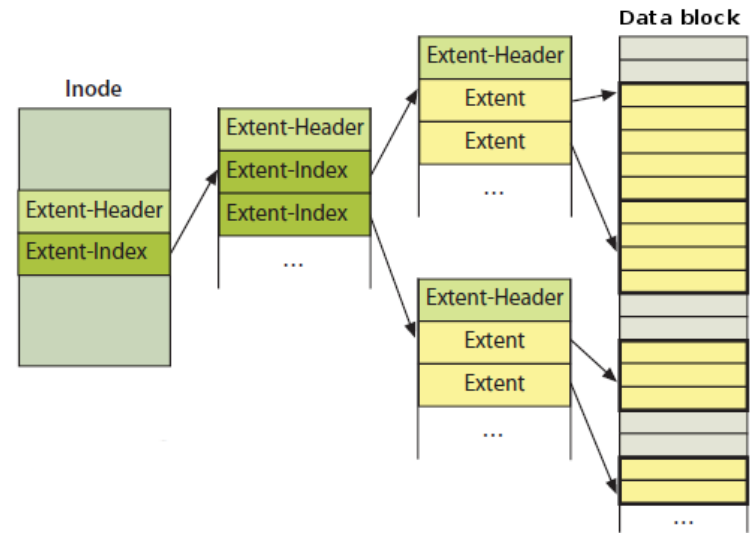 Inode
Extent-Header
Extent-Index
Extent-Header
Extent-Index
Extent-Index
...
Extent-Header
Extent
Extent
...
Extent-Header
Extent
Extent
...
Data block
...